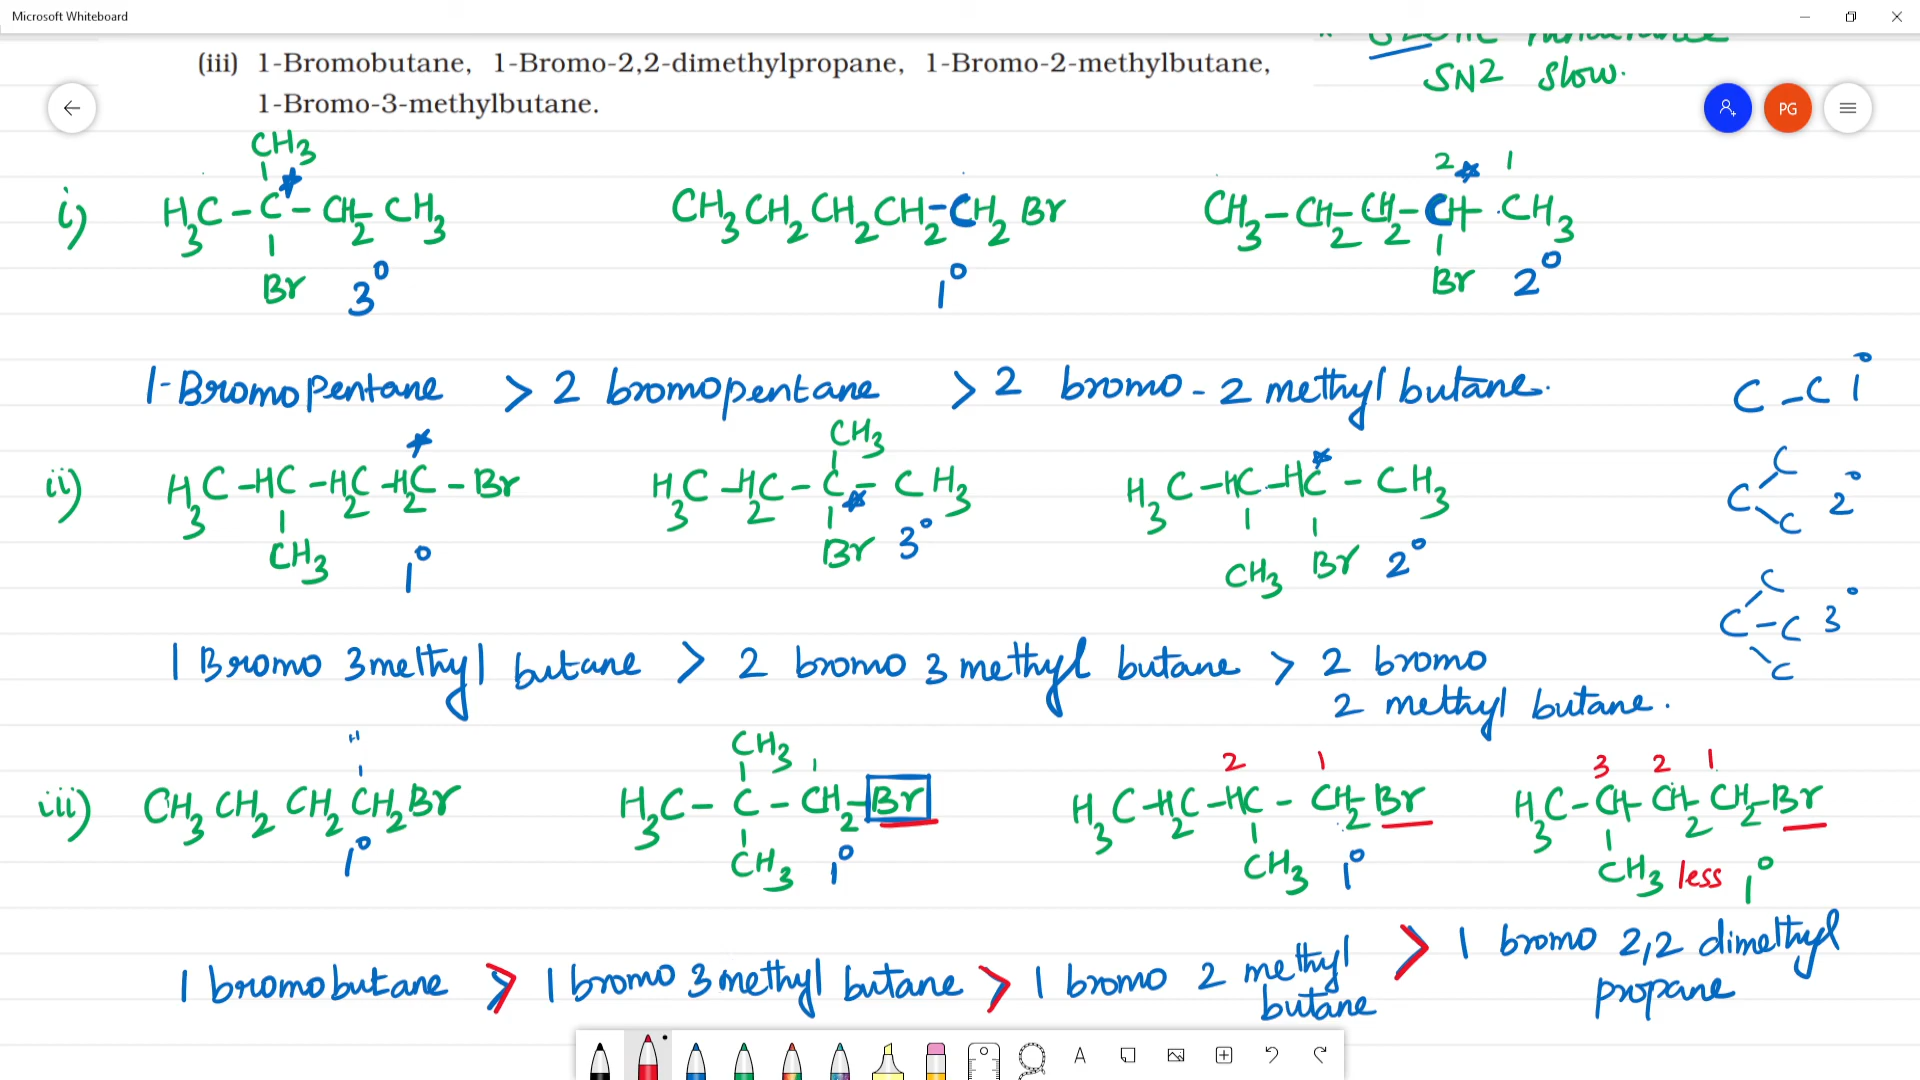 Microsoft Whiteboard
(iii) 1-Bromobutane, 1-Bromo-2,2-dimethylpropane, 1-Bromo-2-methylbutane,
1-Bromo-3-methylbutane.
SN2 slow.
PG
CH3
2 1
i) H3C - C - CH2 - CH3 CH3 CH2 CH2 CH2 - CH2 Br CH3 - CH2 - CH2 - CH - CH3
Br 3° 1° Br 2°
1-Bromopentane > 2 bromopentane > 2 bromo - 2 methyl butane.
C - C 1°
CH3
ii) H3C - HC - H2C - H2C - Br H3C - H2C - C - CH3 H3C - HC - HC - CH3
CH3 1° Br 3° CH3 Br 2°
C C C 2°
C C C C 3°
1 Bromo 3 methyl butane > 2 bromo 3 methyl butane > 2 bromo
2 methyl butane.
H CH3 1 2 1 3 2 1
iii) CH3 CH2 CH2 CH2 Br H3C - C - CH2 - Br H3C - H2C - HC - CH2 Br H3C - CH - CH2 CH2 - Br
1° CH3 1° CH3 1° CH3 less 1°
1 bromobutane > 1 bromo 3 methyl butane > 1 bromo 2 methyl butane > 1 bromo 2,2 dimethyl propane
A